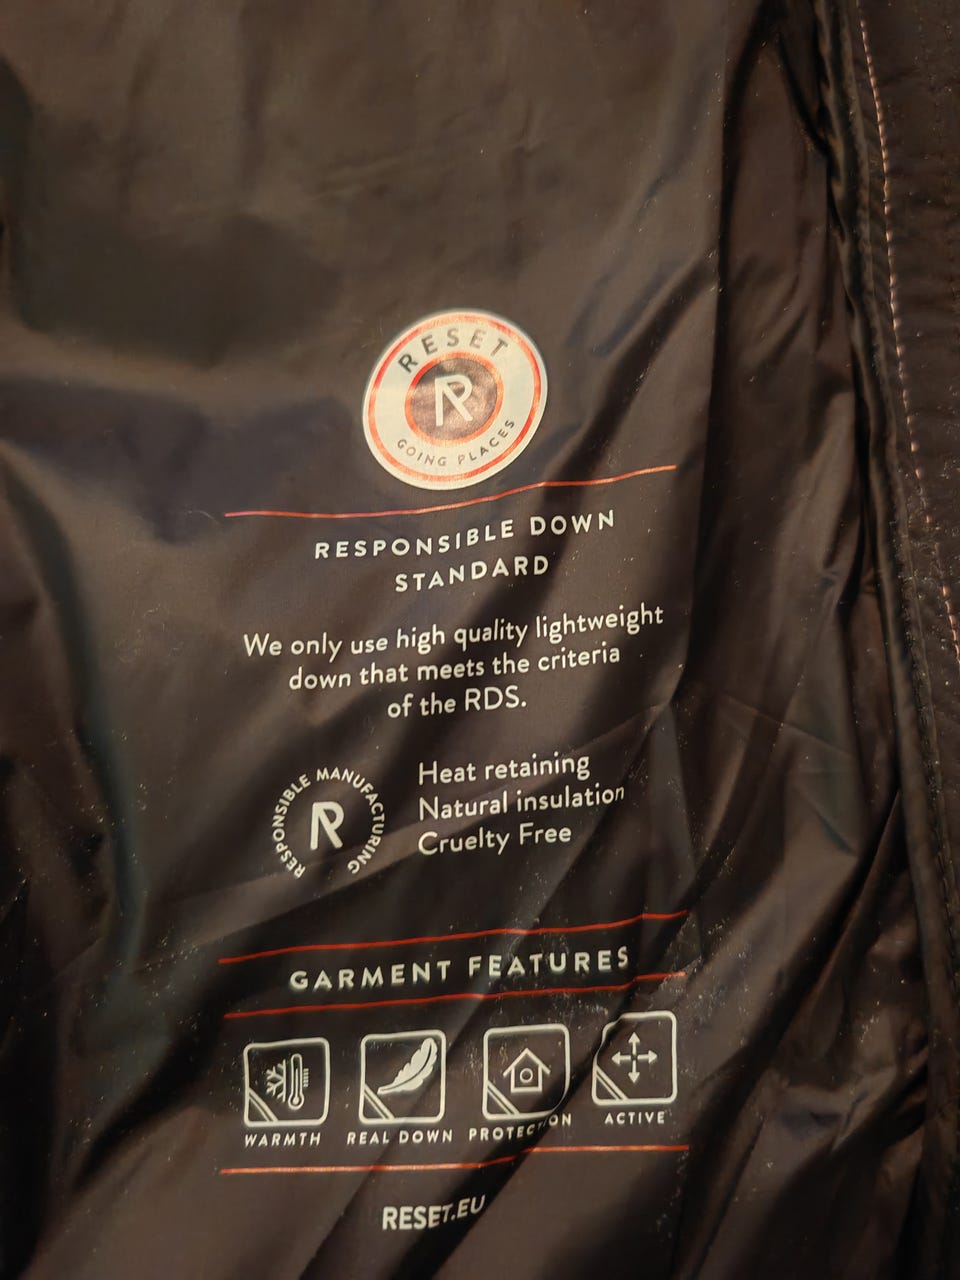 RESET
R
GOING PLACES
RESPONSIBLE DOWN
STANDARD
We only use high quality lightweight
down that meets the criteria
of the RDS.
RESPONSIBLE MANUFACTURING
R
Heat retaining
Natural insulation
Cruelty Free
GARMENT FEATURES
WARMTH REAL DOWN PROTECTION ACTIVE
RESET.EU